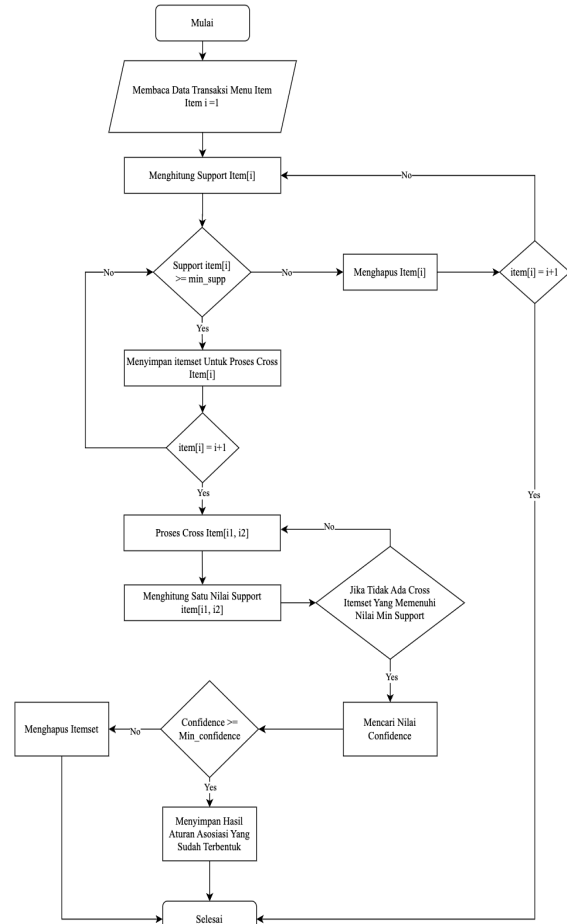 Mulai
Membaca Data Transaksi Menu Item
Item i =1
Menghitung Support Item[i]
No
Support item[i]
>= min_supp
No
No
Menghapus Item[i]
item[i] = i+1
Yes
Menyimpan itemset Untuk Proses Cross
Item[i]
item[i] = i+1
Yes
Yes
Proses Cross Item[i1, i2]
No
Menghitung Satu Nilai Support
item[i1, i2]
Jika Tidak Ada Cross
Itemset Yang Memenuhi
Nilai Min Support
Yes
Mencari Nilai
Confidence
Confidence >=
Min_confidence
No
Menghapus Itemset
Yes
Menyimpan Hasil
Aturan Asosiasi Yang
Sudah Terbentuk
Selesai